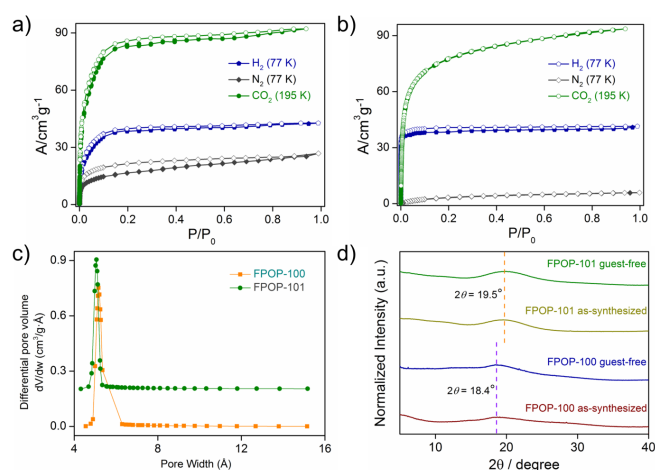 a)
90
60
30
0
A/cm³g⁻¹
H₂ (77 K)
N₂ (77 K)
CO₂ (195 K)
0.0 0.2 0.4 0.6 0.8 1.0
P/P₀
b)
90
60
30
0
A/cm³g⁻¹
H₂ (77 K)
N₂ (77 K)
CO₂ (195 K)
0.0 0.2 0.4 0.6 0.8 1.0
P/P₀
c)
0.9
0.6
0.3
0.0
Differential pore volume
dV/dw (cm³/g·Å)
FPOP-100
FPOP-101
4 8 12 16
Pore Width (Å)
d)
Normalized Intensity (a.u.)
FPOP-101 guest-free
2θ = 19.5°
FPOP-101 as-synthesized
FPOP-100 guest-free
2θ = 18.4°
FPOP-100 as-synthesized
10 20 30 40
2θ / degree